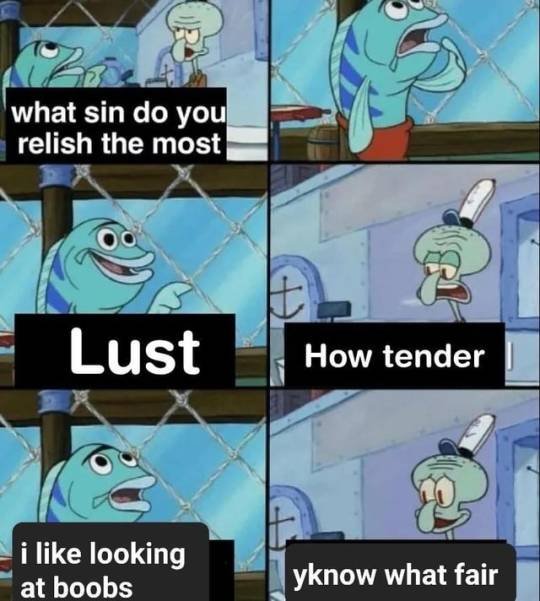 what sin do you
relish the most
Lust
How tender
i like looking
at boobs
yknow what fair